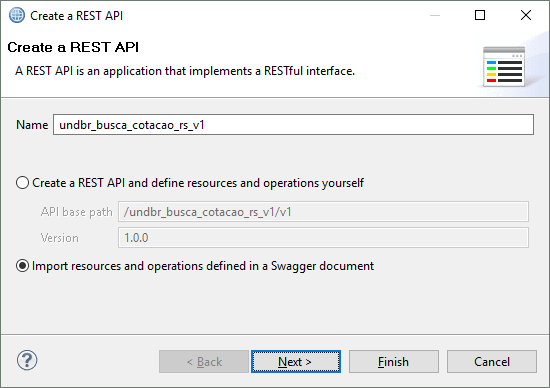 Create a REST API
Create a REST API
A REST API is an application that implements a RESTful interface.
Name undbr_busca_cotacao_rs_v1
Create a REST API and define resources and operations yourself
API base path /undbr_busca_cotacao_rs_v1/v1
Version 1.0.0
Import resources and operations defined in a Swagger document
? < Back Next > Finish Cancel